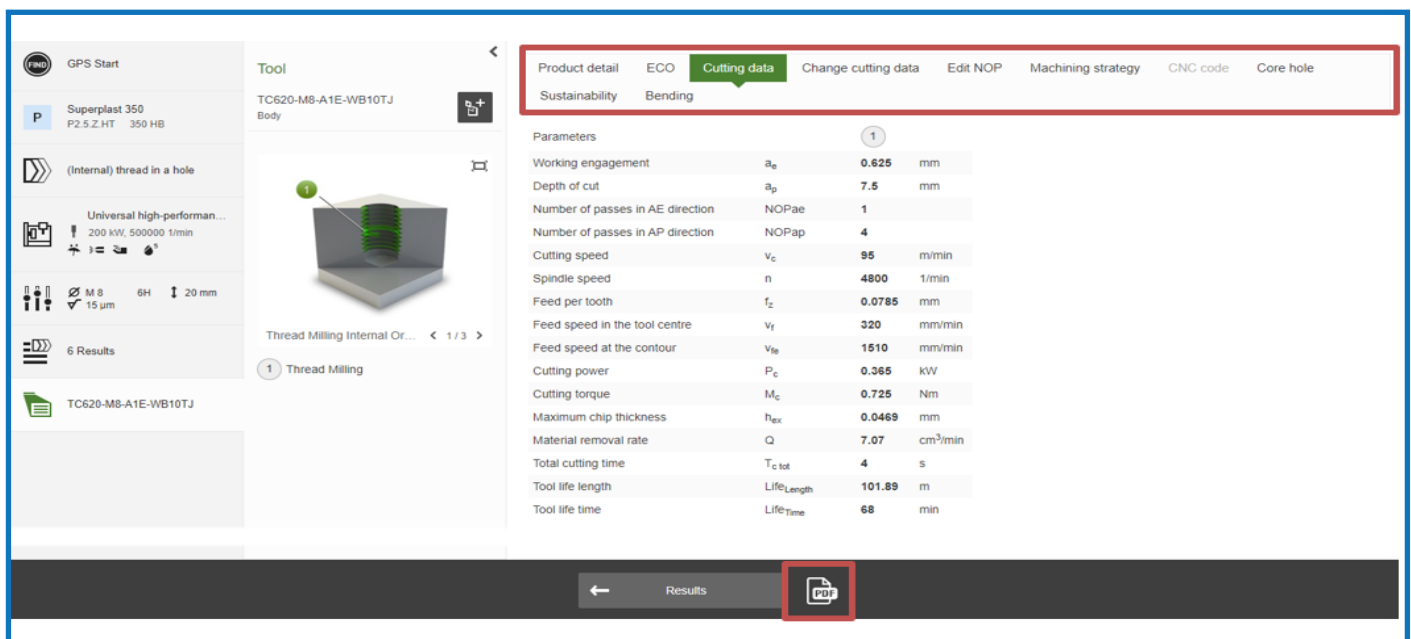 FIND GPS Start
P Superplast 350
P2.5.Z.HT 350 HB
(Internal) thread in a hole
Universal high-performan...
200 kW, 500000 1/min
5
Ø M 8 6H 20 mm
15 µm
6 Results
TC620-M8-A1E-WB10TJ
Tool
TC620-M8-A1E-WB10TJ
Body
1
Thread Milling Internal Or... < 1 / 3 >
1 Thread Milling
Product detail ECO Cutting data Change cutting data Edit NOP Machining strategy CNC code Core hole
Sustainability Bending
Parameters 1
Working engagement ae 0.625 mm
Depth of cut ap 7.5 mm
Number of passes in AE direction NOPae 1
Number of passes in AP direction NOPap 4
Cutting speed vc 95 m/min
Spindle speed n 4800 1/min
Feed per tooth fz 0.0785 mm
Feed speed in the tool centre vf 320 mm/min
Feed speed at the contour vfe 1510 mm/min
Cutting power Pc 0.365 kW
Cutting torque Mc 0.725 Nm
Maximum chip thickness hex 0.0469 mm
Material removal rate Q 7.07 cm³/min
Total cutting time Tc tot 4 s
Tool life length LifeLength 101.89 m
Tool life time LifeTime 68 min
Results
PDF